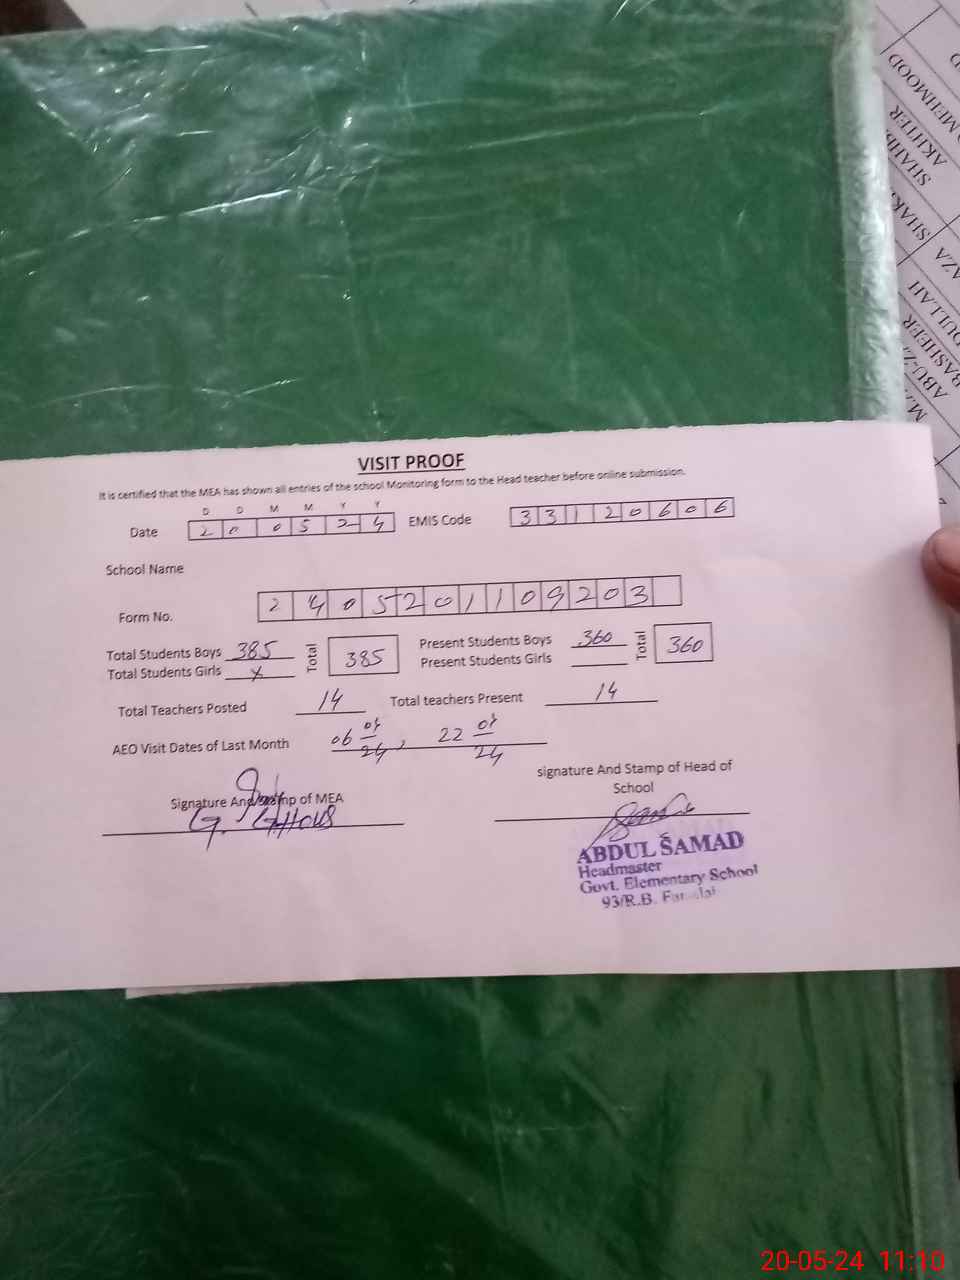 VISIT PROOF
It is certified that the MEA has shown all entries of the school Monitoring form to the Head teacher before online submission.
D D M M Y Y
Date 2 0 0 5 2 4 EMIS Code 3 3 1 2 0 6 0 6
School Name
Form No. 2 4 0 5 2 0 1 1 0 9 2 0 3
Total Students Boys 385 Total 385 Present Students Boys 360 Total 360
Total Students Girls x Present Students Girls
Total Teachers Posted 14 Total teachers Present 14
AEO Visit Dates of Last Month 06 04 24, 22 04 24
signature And Stamp of Head of
School
Signature And Stamp of MEA
G. GHOUS
ABDUL SAMAD
Headmaster
Govt. Elementary School
93/R.B.
MEHMOOD
AKHTER
BASHEER
20-05-24 11:10